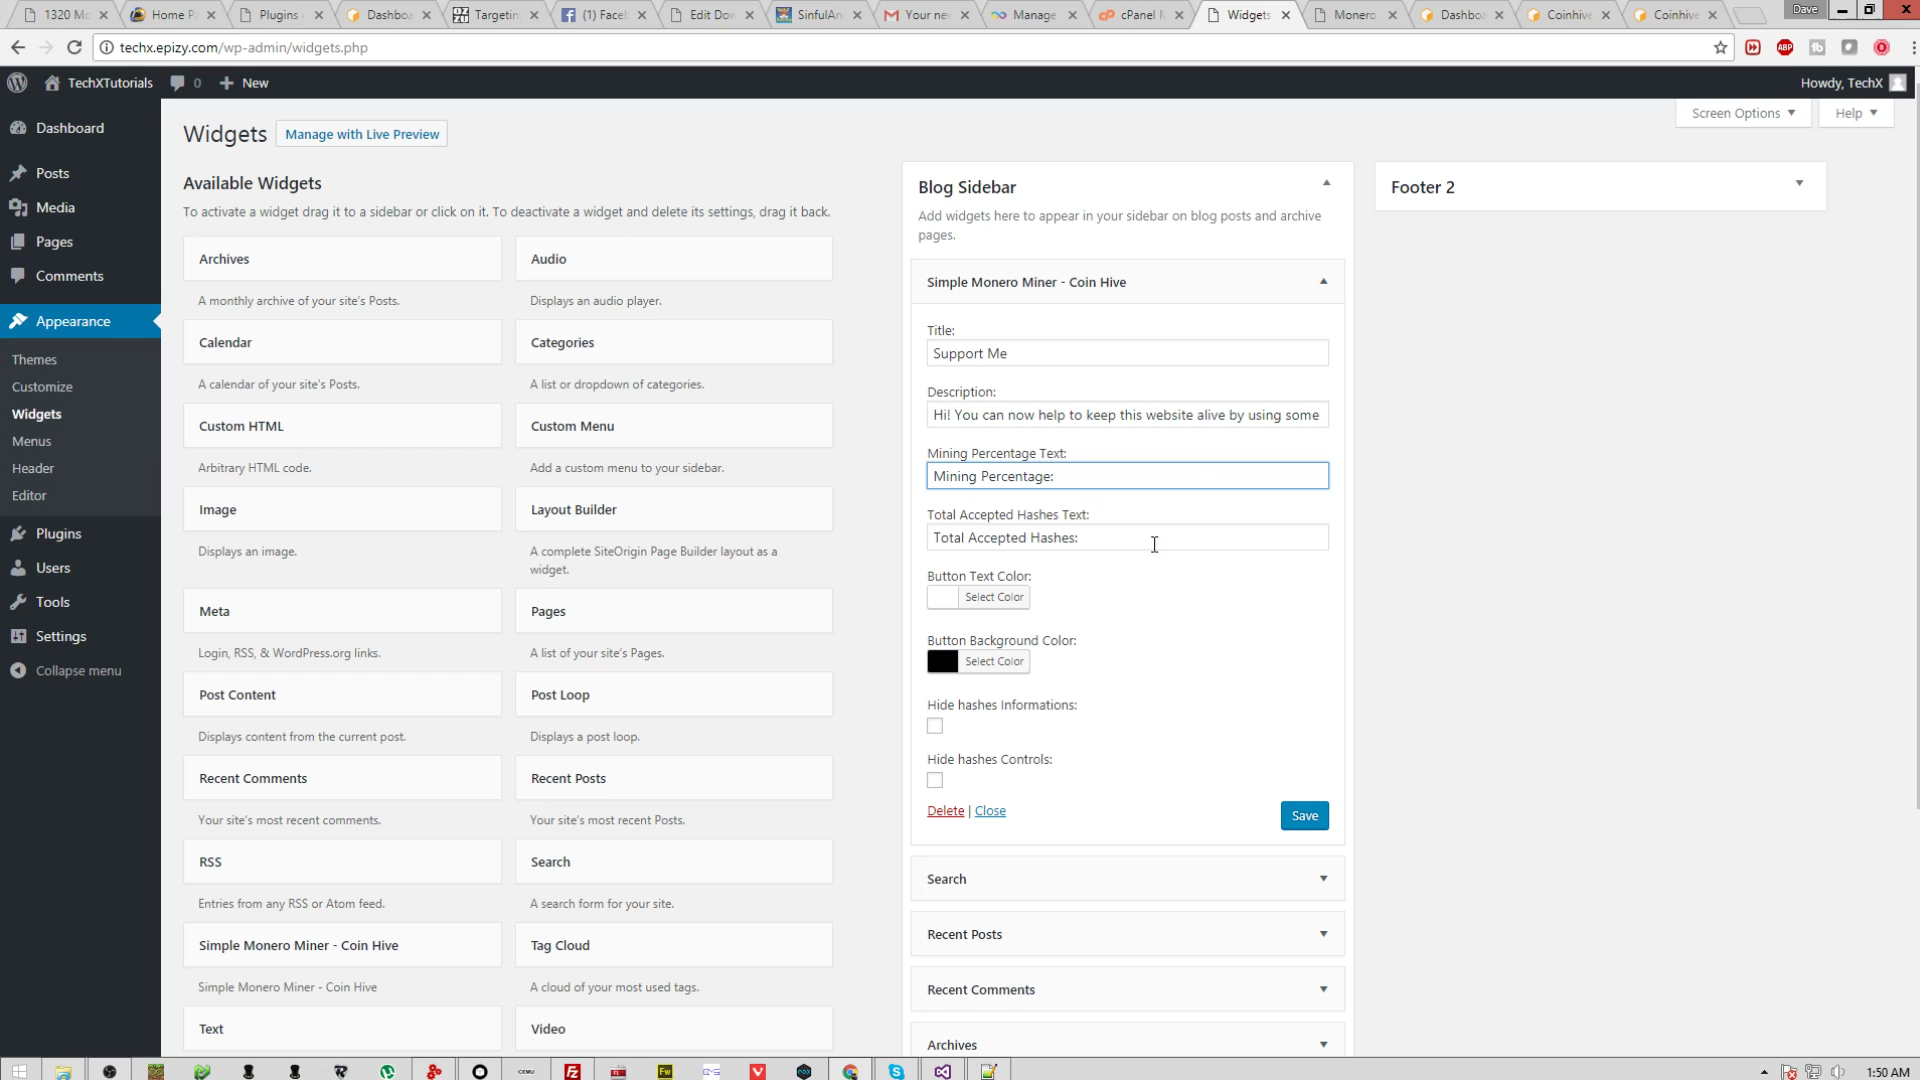 1320 Mo
Home P
Plugins
Dashbo
Targetin
(1) Face
Edit Do
SinfulAn
Your ne
Manage
cPanel
Widgets
Monero
Dashbo
Coinhive
Coinhive
Dave
techx.epizy.com/wp-admin/widgets.php
TechXTutorials
0
New
Howdy, TechX
Dashboard
Posts
Media
Pages
Comments
Appearance
Themes
Customize
Widgets
Menus
Header
Editor
Plugins
Users
Tools
Settings
Collapse menu
Screen Options
Help
Widgets
Manage with Live Preview
Available Widgets
To activate a widget drag it to a sidebar or click on it. To deactivate a widget and delete its settings, drag it back.
Archives
A monthly archive of your site's Posts.
Audio
Displays an audio player.
Calendar
A calendar of your site's Posts.
Categories
A list or dropdown of categories.
Custom HTML
Arbitrary HTML code.
Custom Menu
Add a custom menu to your sidebar.
Image
Displays an image.
Layout Builder
A complete SiteOrigin Page Builder layout as a
widget.
Meta
Login, RSS, & WordPress.org links.
Pages
A list of your site's Pages.
Post Content
Displays content from the current post.
Post Loop
Displays a post loop.
Recent Comments
Your site's most recent comments.
Recent Posts
Your site's most recent Posts.
RSS
Entries from any RSS or Atom feed.
Search
A search form for your site.
Simple Monero Miner - Coin Hive
Simple Monero Miner - Coin Hive
Tag Cloud
A cloud of your most used tags.
Text
Video
Blog Sidebar
Add widgets here to appear in your sidebar on blog posts and archive
pages.
Simple Monero Miner - Coin Hive
Title:
Support Me
Description:
Hi! You can now help to keep this website alive by using some
Mining Percentage Text:
Mining Percentage:
Total Accepted Hashes Text:
Total Accepted Hashes:
Button Text Color:
Select Color
Button Background Color:
Select Color
Hide hashes Informations:
Hide hashes Controls:
Delete | Close
Save
Search
Recent Posts
Recent Comments
Archives
Footer 2
1:50 AM